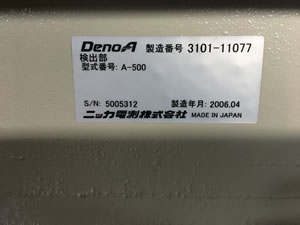 DenoA 製造番号 3101-11077
検出部
型式番号: A-500
S/N: 5005312 製造年月: 2006.04
ニッカ電測株式会社 MADE IN JAPAN